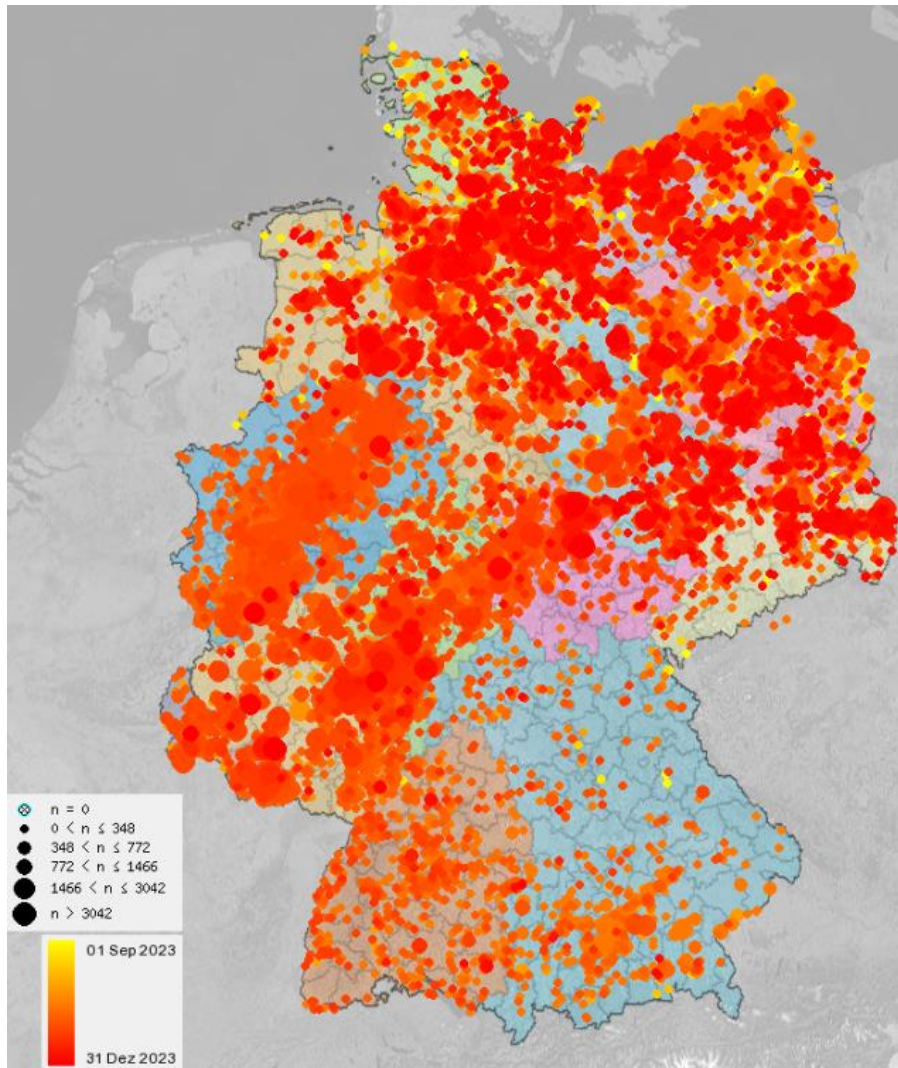 n = 0
0 < n ≤ 348
348 < n ≤ 772
772 < n ≤ 1466
1466 < n ≤ 3042
n > 3042
01 Sep 2023
31 Dez 2023